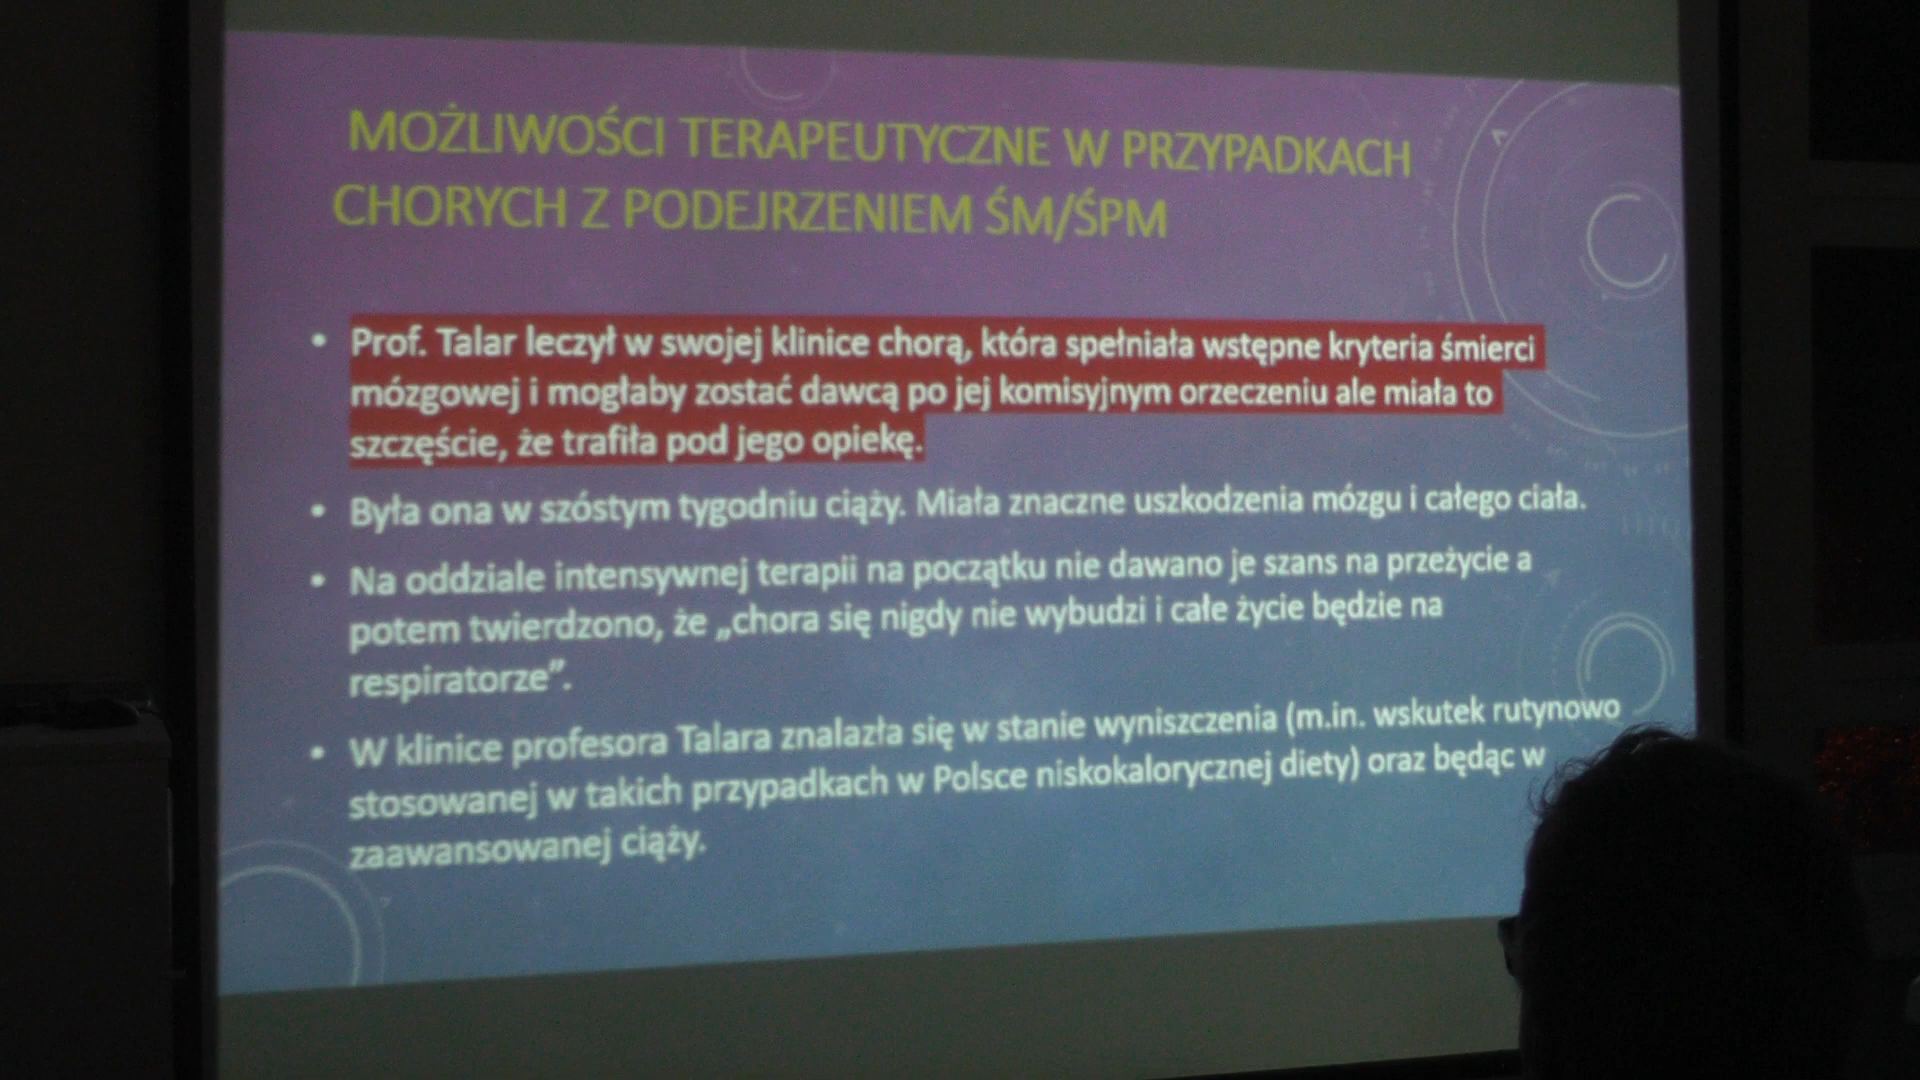 MOŻLIWOŚCI TERAPEUTYCZNE W PRZYPADKACH
CHORYCH Z PODEJRZENIEM ŚM/ŚPM
• Prof. Talar leczył w swojej klinice chorą, która spełniała wstępne kryteria śmierci
mózgowej i mogłaby zostać dawcą po jej komisyjnym orzeczeniu ale miała to
szczęście, że trafiła pod jego opiekę.
• Była ona w szóstym tygodniu ciąży. Miała znaczne uszkodzenia mózgu i całego ciała.
• Na oddziale intensywnej terapii na początku nie dawano je szans na przeżycie a
potem twierdzono, że „chora się nigdy nie wybudzi i całe życie będzie na
respiratorze”.
• W klinice profesora Talara znalazła się w stanie wyniszczenia (m.in. wskutek rutynowo
stosowanej w takich przypadkach w Polsce niskokalorycznej diety) oraz będąc w
zaawansowanej ciąży.